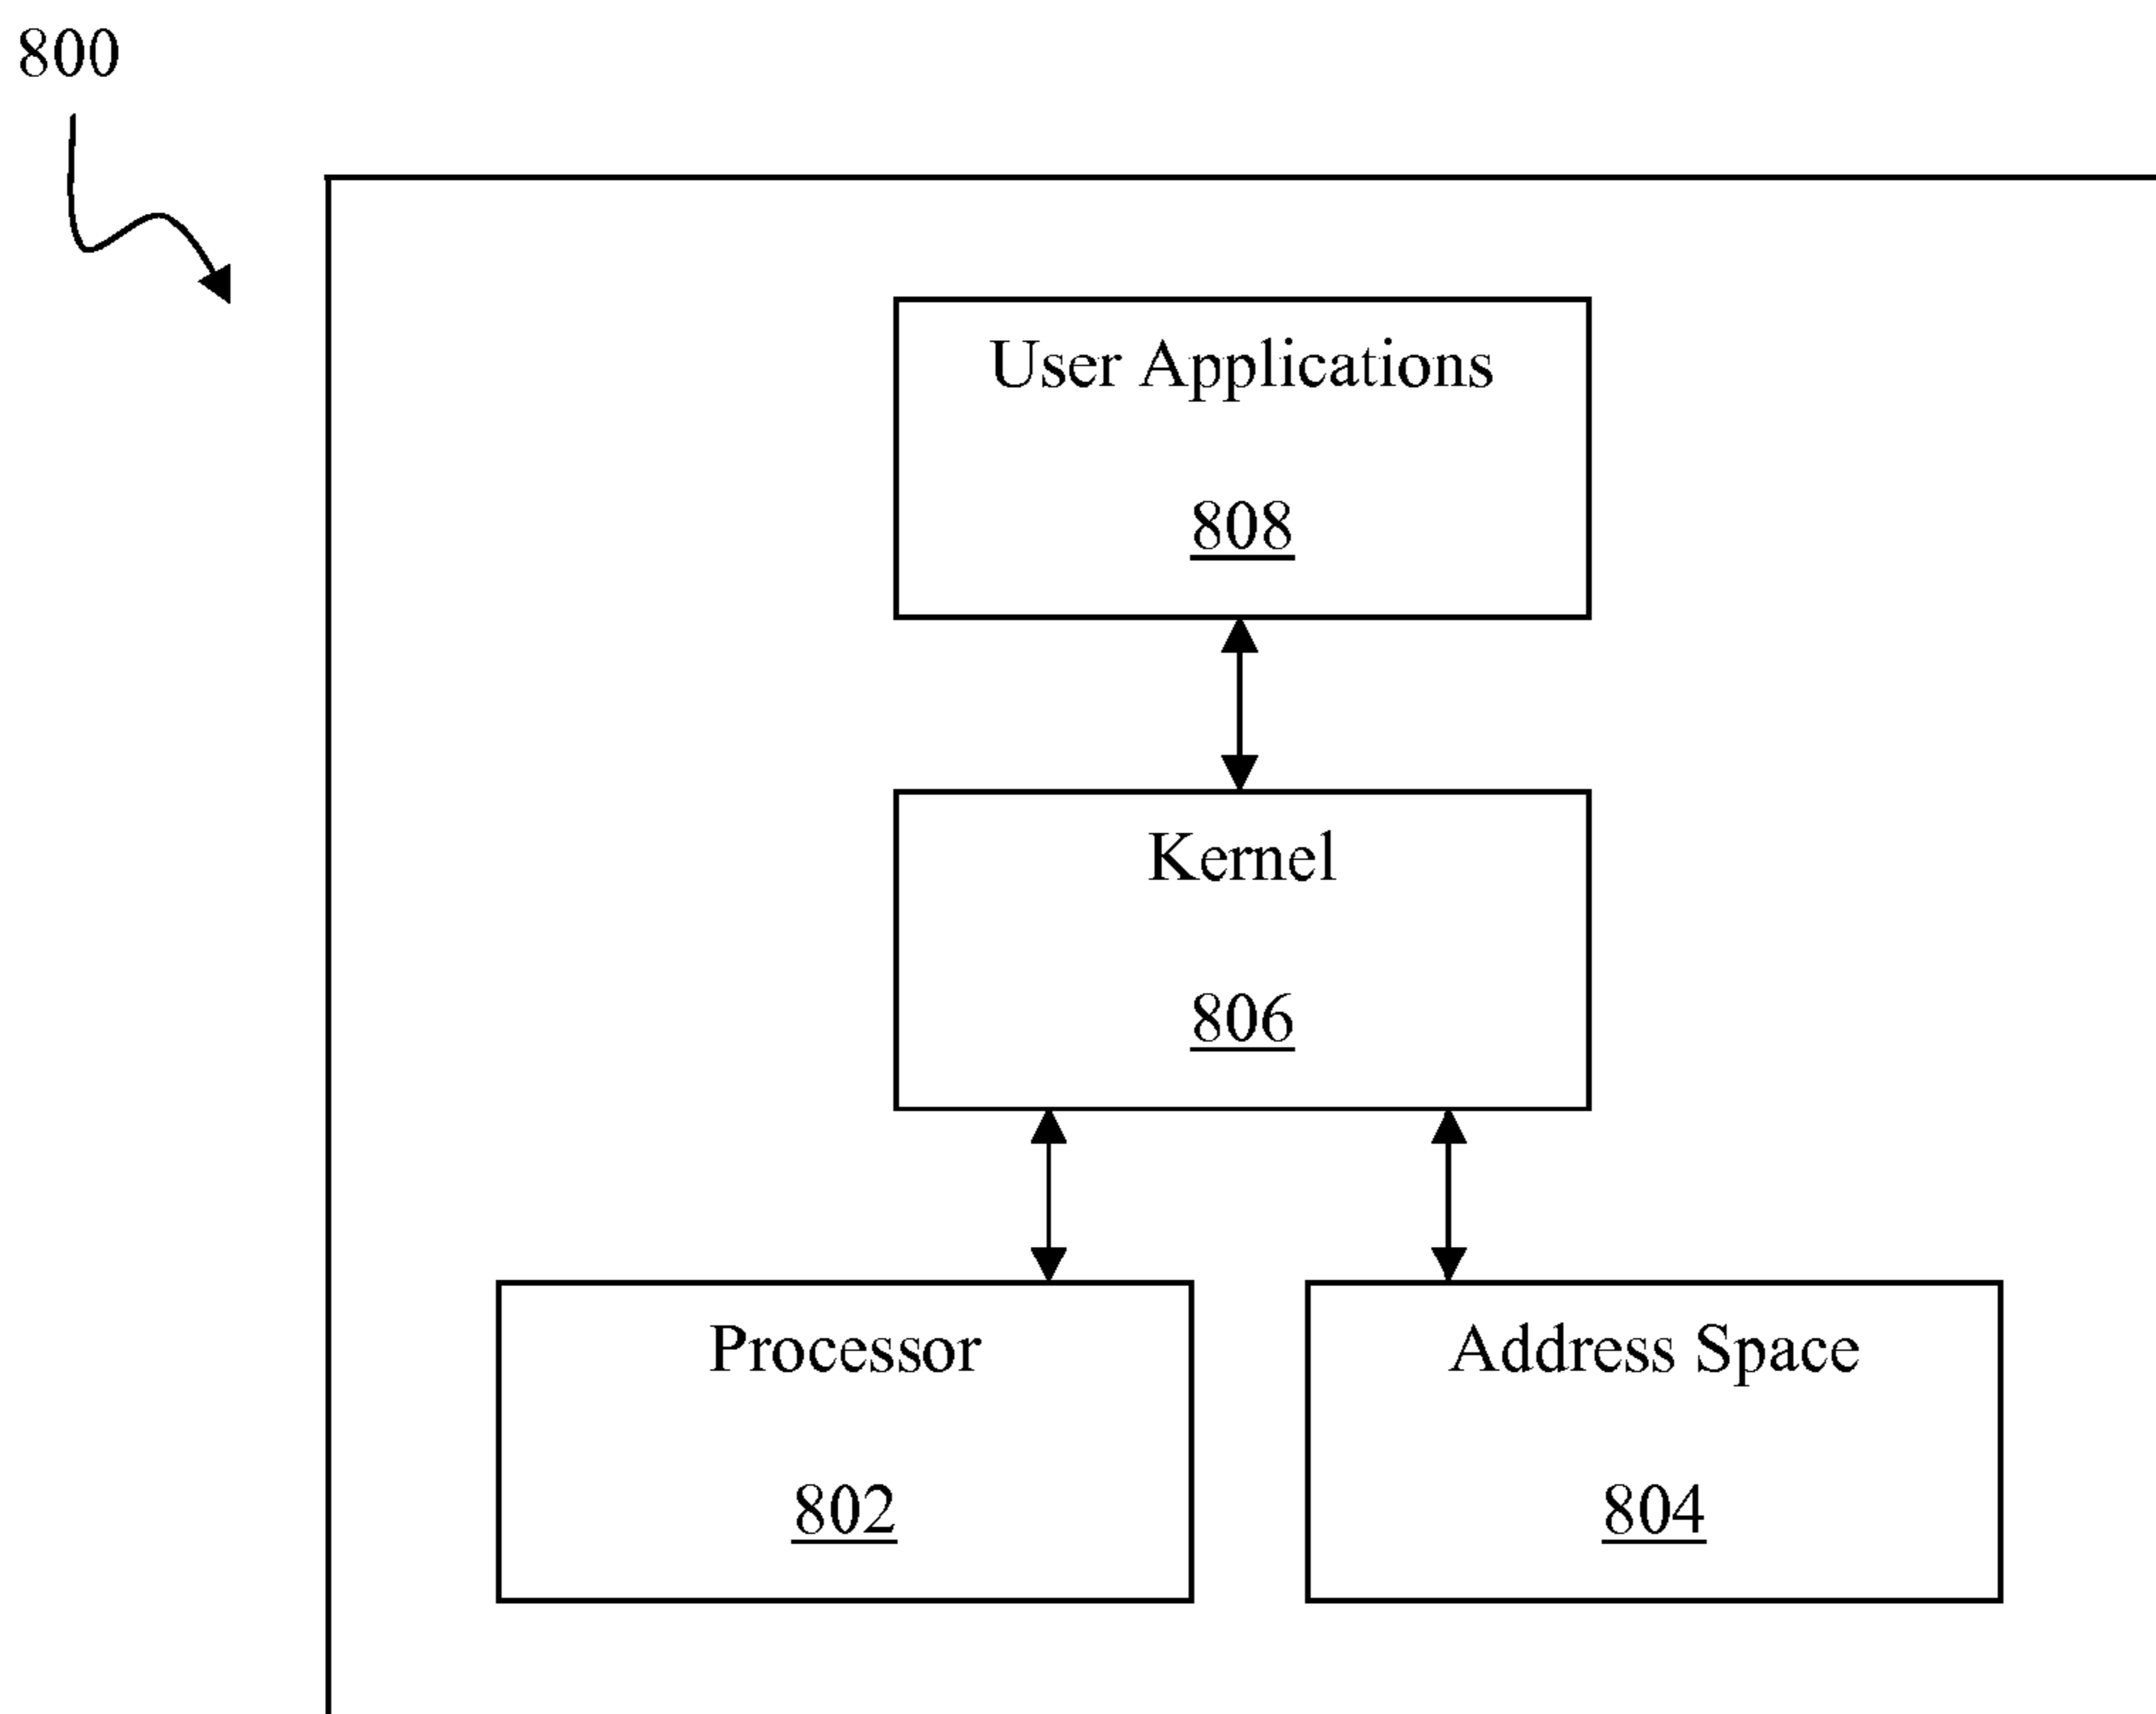 800
User Applications
808
Kernel
806
Processor
802
Address Space
804